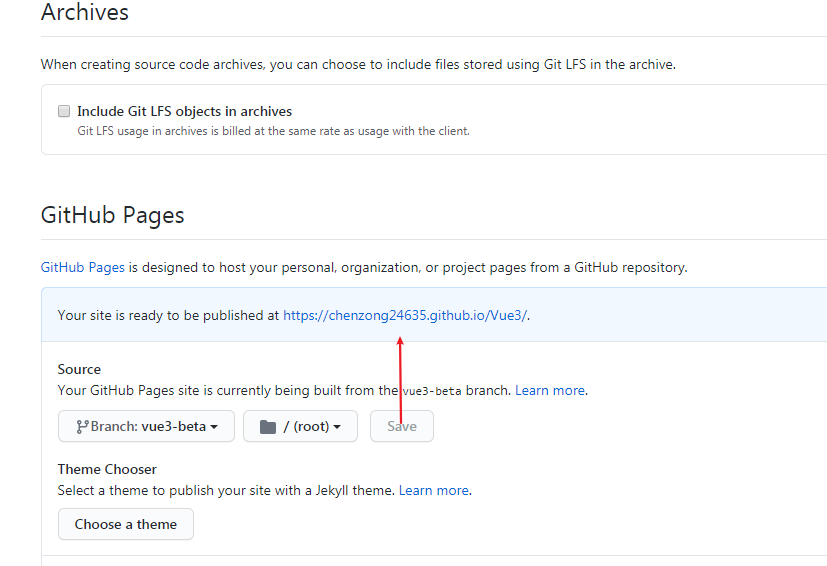 Archives
When creating source code archives, you can choose to include files stored using Git LFS in the archive.
Include Git LFS objects in archives
Git LFS usage in archives is billed at the same rate as usage with the client.
GitHub Pages
GitHub Pages is designed to host your personal, organization, or project pages from a GitHub repository.
Your site is ready to be published at https://chenzong24635.github.io/Vue3/.
Source
Your GitHub Pages site is currently being built from the vue3-beta branch. Learn more.
Branch: vue3-beta / (root) Save
Theme Chooser
Select a theme to publish your site with a Jekyll theme. Learn more.
Choose a theme